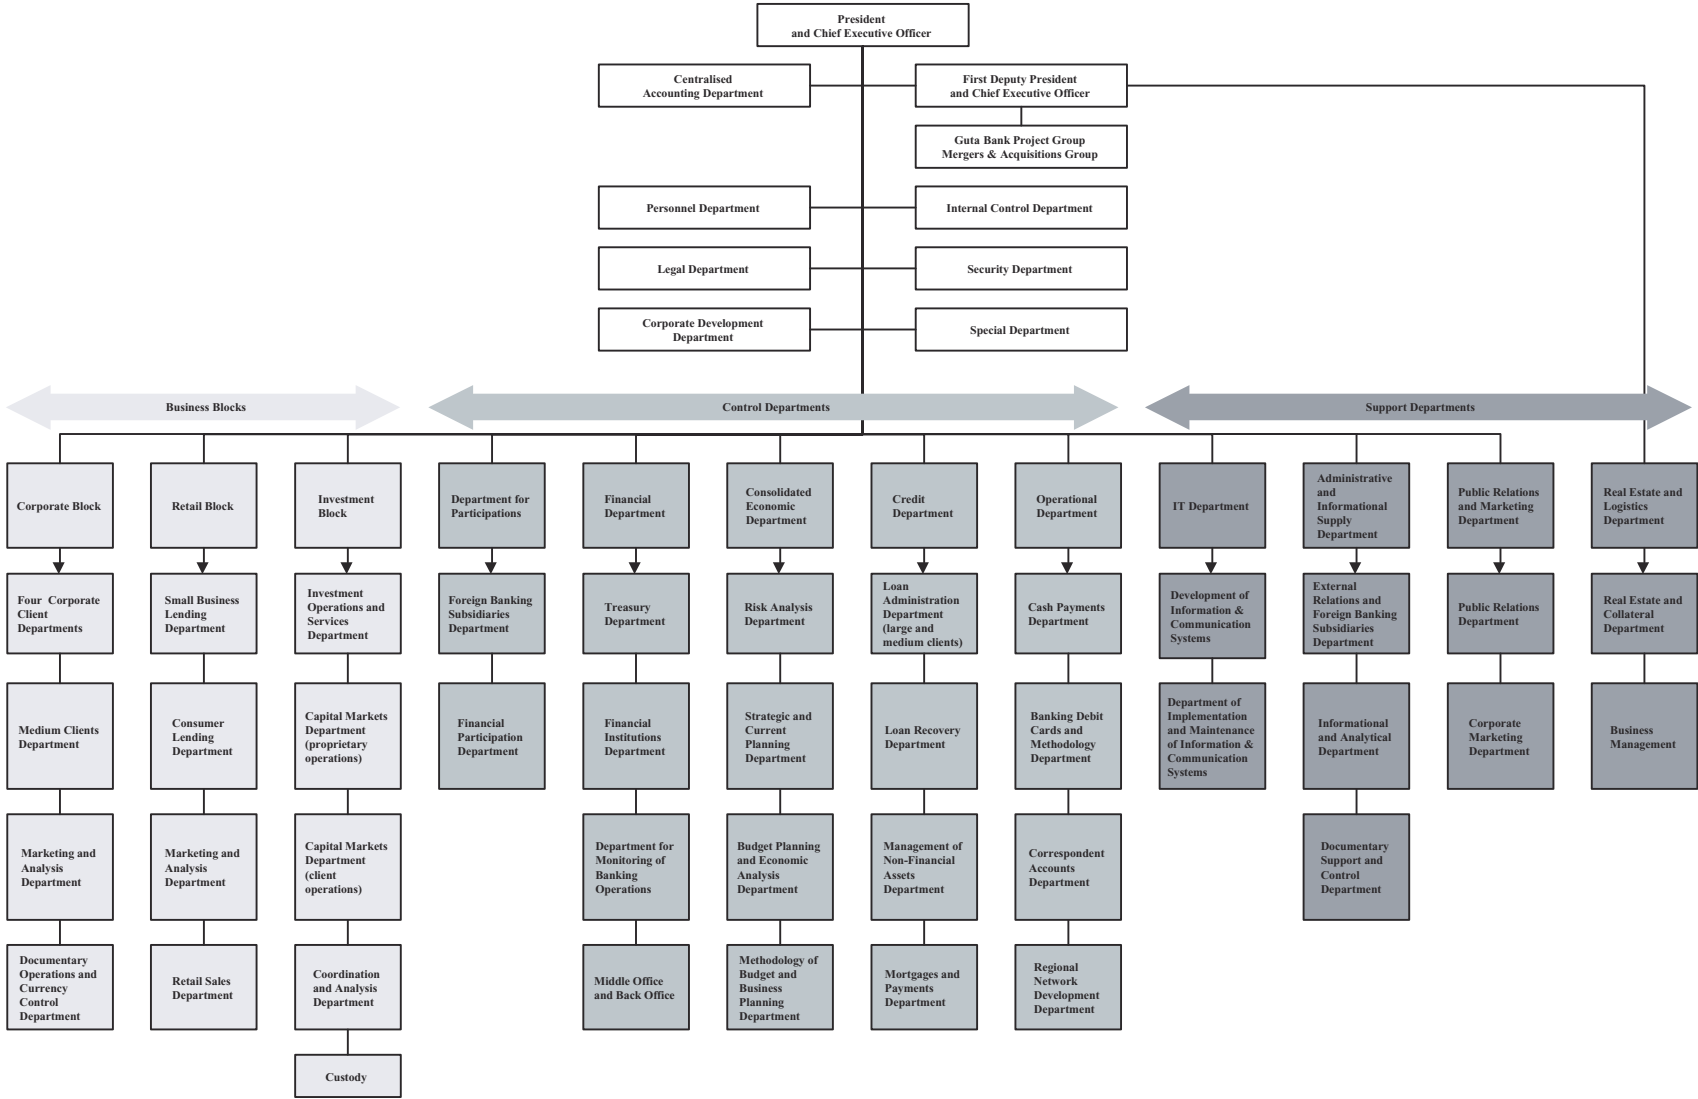 President
and Chief Executive Officer
Centralised
Accounting Department
First Deputy President
and Chief Executive Officer
Guta Bank Project Group
Mergers & Acquisitions Group
Personnel Department
Internal Control Department
Legal Department
Security Department
Corporate Development
Department
Special Department
Business Blocks
Control Departments
Support Departments
Corporate Block
Retail Block
Investment
Block
Department for
Participations
Financial
Department
Consolidated
Economic
Department
Credit
Department
Operational
Department
IT Department
Administrative
and
Informational
Supply
Department
Public Relations
and Marketing
Department
Real Estate and
Logistics
Department
Four Corporate
Client
Departments
Small Business
Lending
Department
Investment
Operations and
Services
Department
Foreign Banking
Subsidiaries
Department
Treasury
Department
Risk Analysis
Department
Loan
Administration
Department
(large and
medium clients)
Cash Payments
Department
Development of
Information &
Communication
Systems
External
Relations and
Foreign Banking
Subsidiaries
Department
Public Relations
Department
Real Estate and
Collateral
Department
Medium Clients
Department
Consumer
Lending
Department
Capital Markets
Department
(proprietary
operations)
Financial
Participation
Department
Financial
Institutions
Department
Strategic and
Current
Planning
Department
Loan Recovery
Department
Banking Debit
Cards and
Methodology
Department
Department of
Implementation
and Maintenance
of Information &
Communication
Systems
Informational
and Analytical
Department
Corporate
Marketing
Department
Business
Management
Marketing and
Analysis
Department
Marketing and
Analysis
Department
Capital Markets
Department
(client
operations)
Department for
Monitoring of
Banking
Operations
Budget Planning
and Economic
Analysis
Department
Management of
Non-Financial
Assets
Department
Correspondent
Accounts
Department
Documentary
Support and
Control
Department
Documentary
Operations and
Currency
Control
Department
Retail Sales
Department
Coordination
and Analysis
Department
Middle Office
and Back Office
Methodology of
Budget and
Business
Planning
Department
Mortgages and
Payments
Department
Regional
Network
Development
Department
Custody